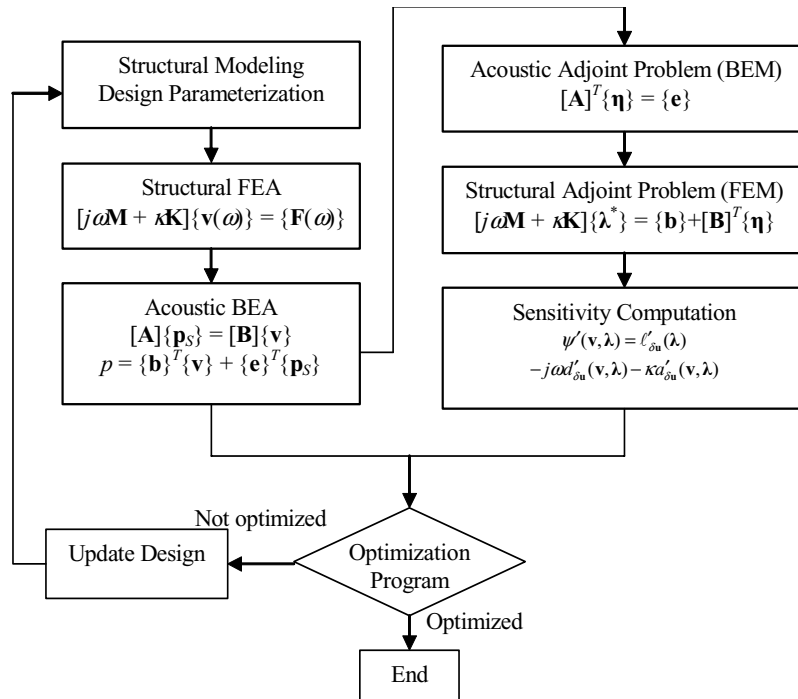 Structural Modeling
Design Parameterization
Structural FEA
[jωM + κK]{v(ω)} = {F(ω)}
Acoustic BEA
[A]{p_S} = [B]{v}
p = {b}^T{v} + {e}^T{p_S}
Acoustic Adjoint Problem (BEM)
[A]^T{η} = {e}
Structural Adjoint Problem (FEM)
[jωM + κK]{λ^*} = {b}+[B]^T{η}
Sensitivity Computation
ψ′(v,λ) = ℓ′_δu(λ)
−jωd′_δu(v,λ) − κa′_δu(v,λ)
Not optimized
Update Design
Optimization
Program
Optimized
End